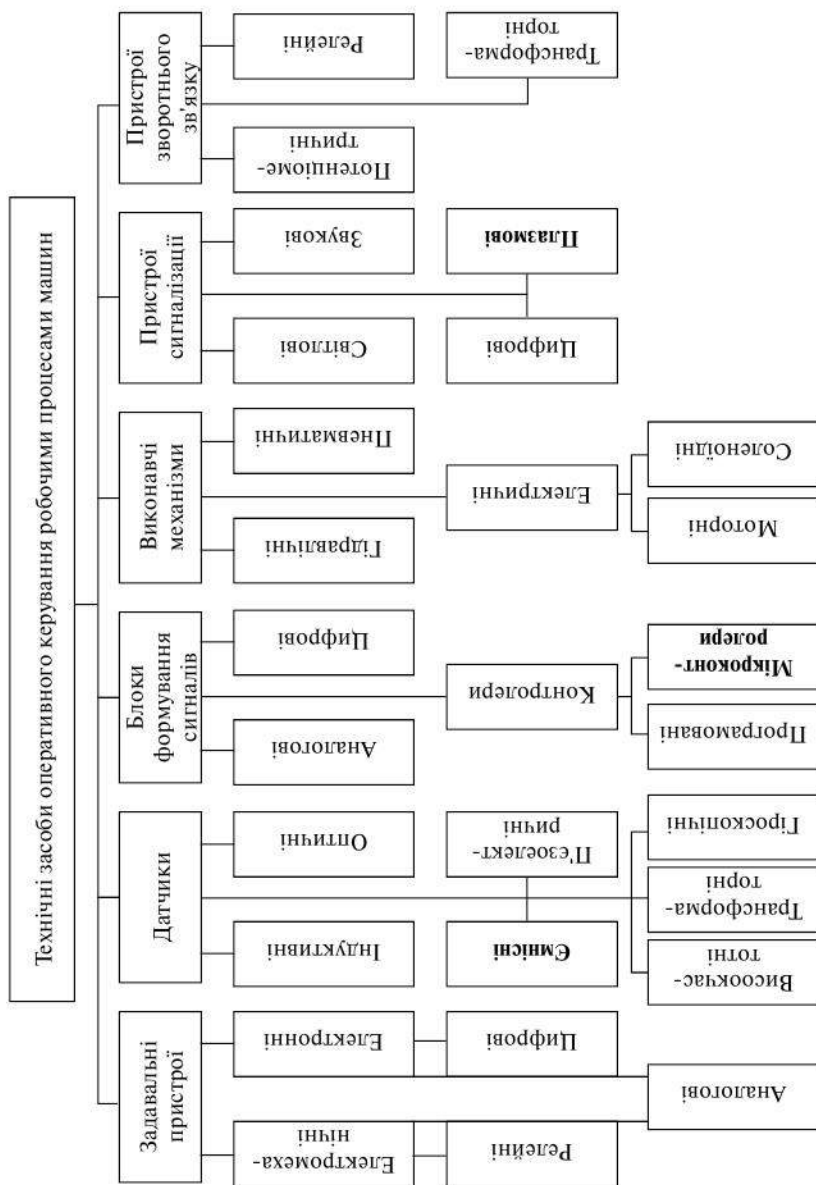 Технічні засоби оперативного керування робочими процесами машин
Задавальні
пристрої
Електромеха-
нічні
Електронні
Релейні
Цифрові
Аналогові
Датчики
Індуктивні
Оптичні
Ємнісні
П'єзоелект-
ричні
Висоокчас-
тотні
Трансформа-
торні
Гіроскопічні
Блоки
формування
сигналів
Аналогові
Цифрові
Контролери
Програмовані
Мікроконт-
ролери
Виконавчі
механізми
Гідравлічні
Пневматичні
Електричні
Моторні
Соленоїдні
Пристрої
сигналізації
Світлові
Звукові
Цифрові
Плазмові
Пристрої
зворотнього
зв'язку
Потенціоме-
тричні
Релейні
Трансформа-
торні